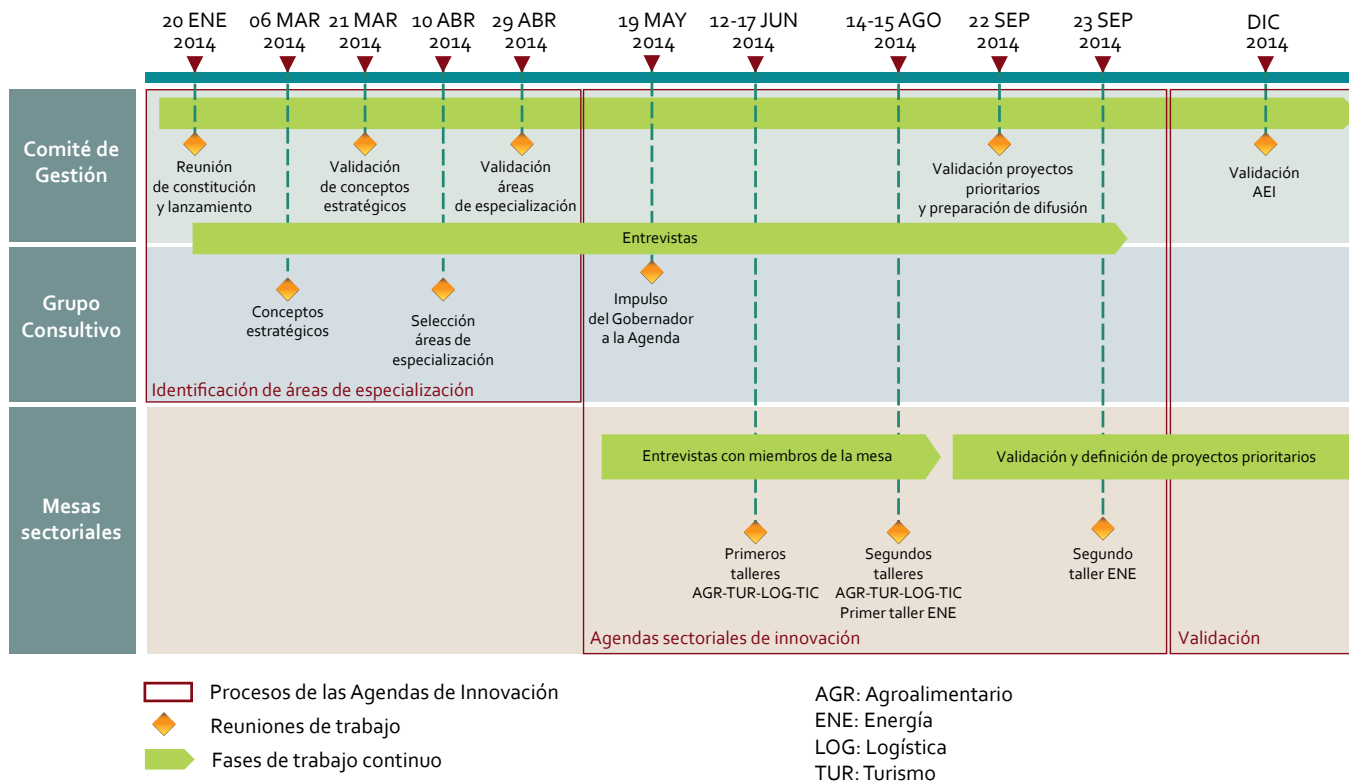 20 ENE
2014
06 MAR
2014
21 MAR
2014
10 ABR
2014
29 ABR
2014
19 MAY
2014
12-17 JUN
2014
14-15 AGO
2014
22 SEP
2014
23 SEP
2014
DIC
2014
Comité de
Gestión
Reunión
de constitución
y lanzamiento
Validación
de conceptos
estratégicos
Validación
áreas
de especialización
Validación proyectos
prioritarios
y preparación de difusión
Validación
AEI
Entrevistas
Grupo
Consultivo
Conceptos
estratégicos
Selección
áreas de
especialización
Impulso
del Gobernador
a la Agenda
Identificación de áreas de especialización
Mesas
sectoriales
Entrevistas con miembros de la mesa
Validación y definición de proyectos prioritarios
Primeros
talleres
AGR-TUR-LOG-TIC
Segundos
talleres
AGR-TUR-LOG-TIC
Primer taller ENE
Segundo
taller ENE
Agendas sectoriales de innovación
Validación
Procesos de las Agendas de Innovación
Reuniones de trabajo
Fases de trabajo continuo
AGR: Agroalimentario
ENE: Energía
LOG: Logística
TUR: Turismo